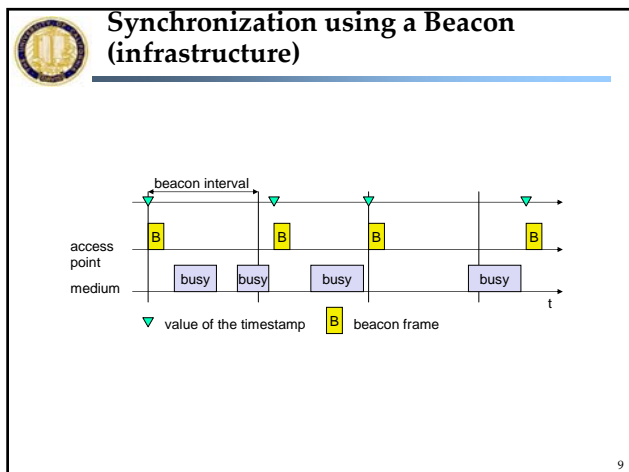 Synchronization using a Beacon
(infrastructure)
beacon interval
B B B B
access
point
busy busy busy busy
medium
t
value of the timestamp B beacon frame
9